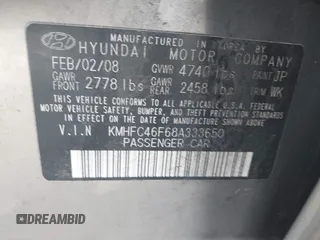 MANUFACTURED IN KOREA BY
HYUNDAI MOTOR COMPANY
FEB/02/08 GVWR 4740 lbs PAINT JP
GAWR FRONT 2778 lbs GAWR REAR 2458 lbs TRIM WK
THIS VEHICLE CONFORMS TO ALL APPLICABLE FEDERAL
MOTOR VEHICLE SAFETY, BUMPER, AND THEFT
PREVENTION STANDARDS IN EFFECT ON THE DATE OF
MANUFACTURE SHOWN ABOVE.
V.I.N KMHFC46F68A333650
PASSENGER CAR
DIDFAX